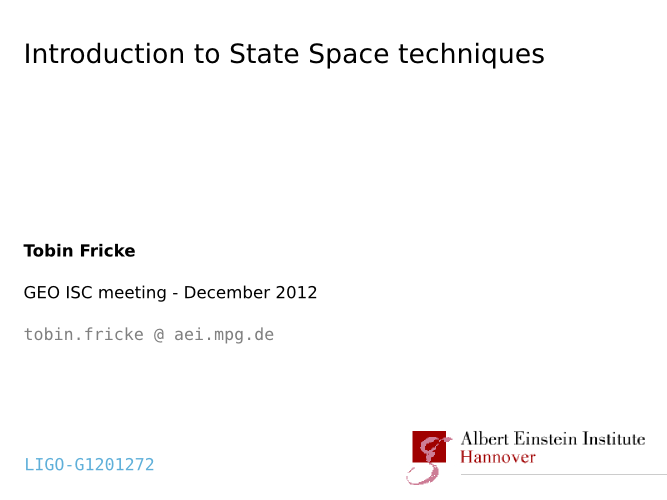 Introduction to State Space techniques
Tobin Fricke
GEO ISC meeting - December 2012
tobin.fricke @ aei.mpg.de
LIGO-G1201272
Albert Einstein Institute
Hannover